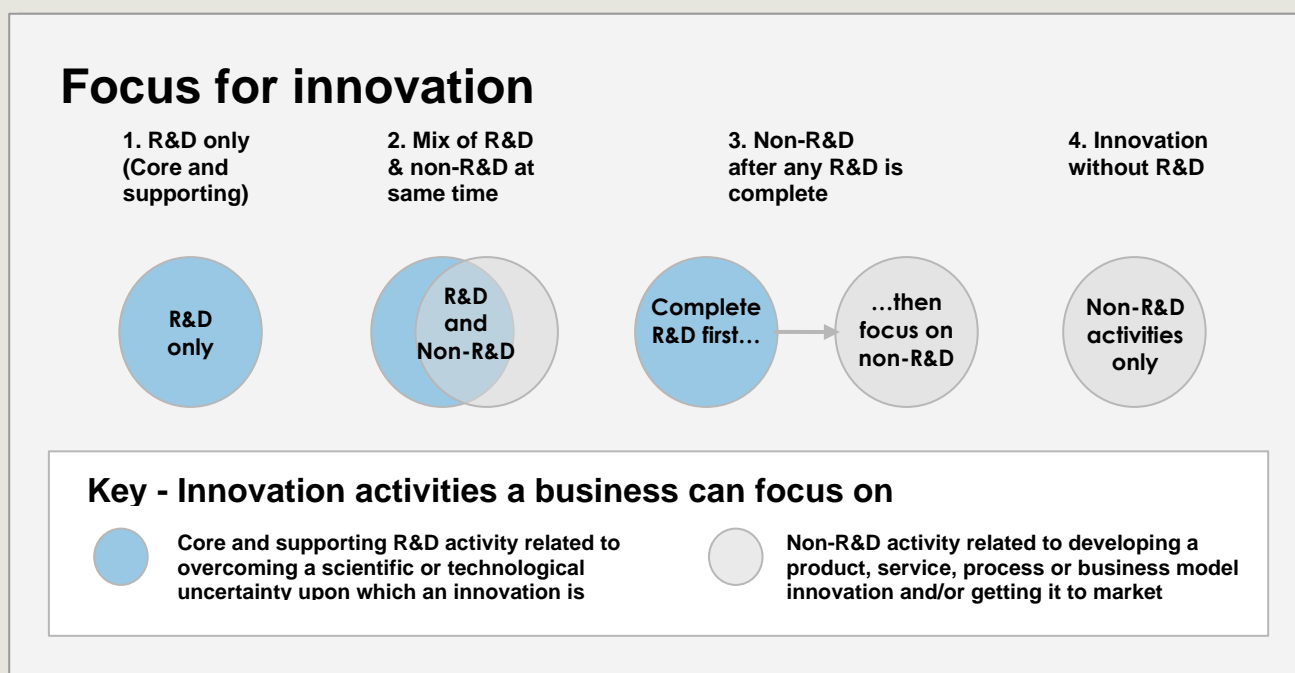 Focus for innovation
1. R&D only
(Core and
supporting)
2. Mix of R&D
& non-R&D at
same time
3. Non-R&D
after any R&D is
complete
4. Innovation
without R&D
R&D
only
R&D
and
Non-R&D
Complete
R&D first…
…then
focus on
non-R&D
Non-R&D
activities
only
Key - Innovation activities a business can focus on
Core and supporting R&D activity related to
overcoming a scientific or technological
uncertainty upon which an innovation is
Non-R&D activity related to developing a
product, service, process or business model
innovation and/or getting it to market